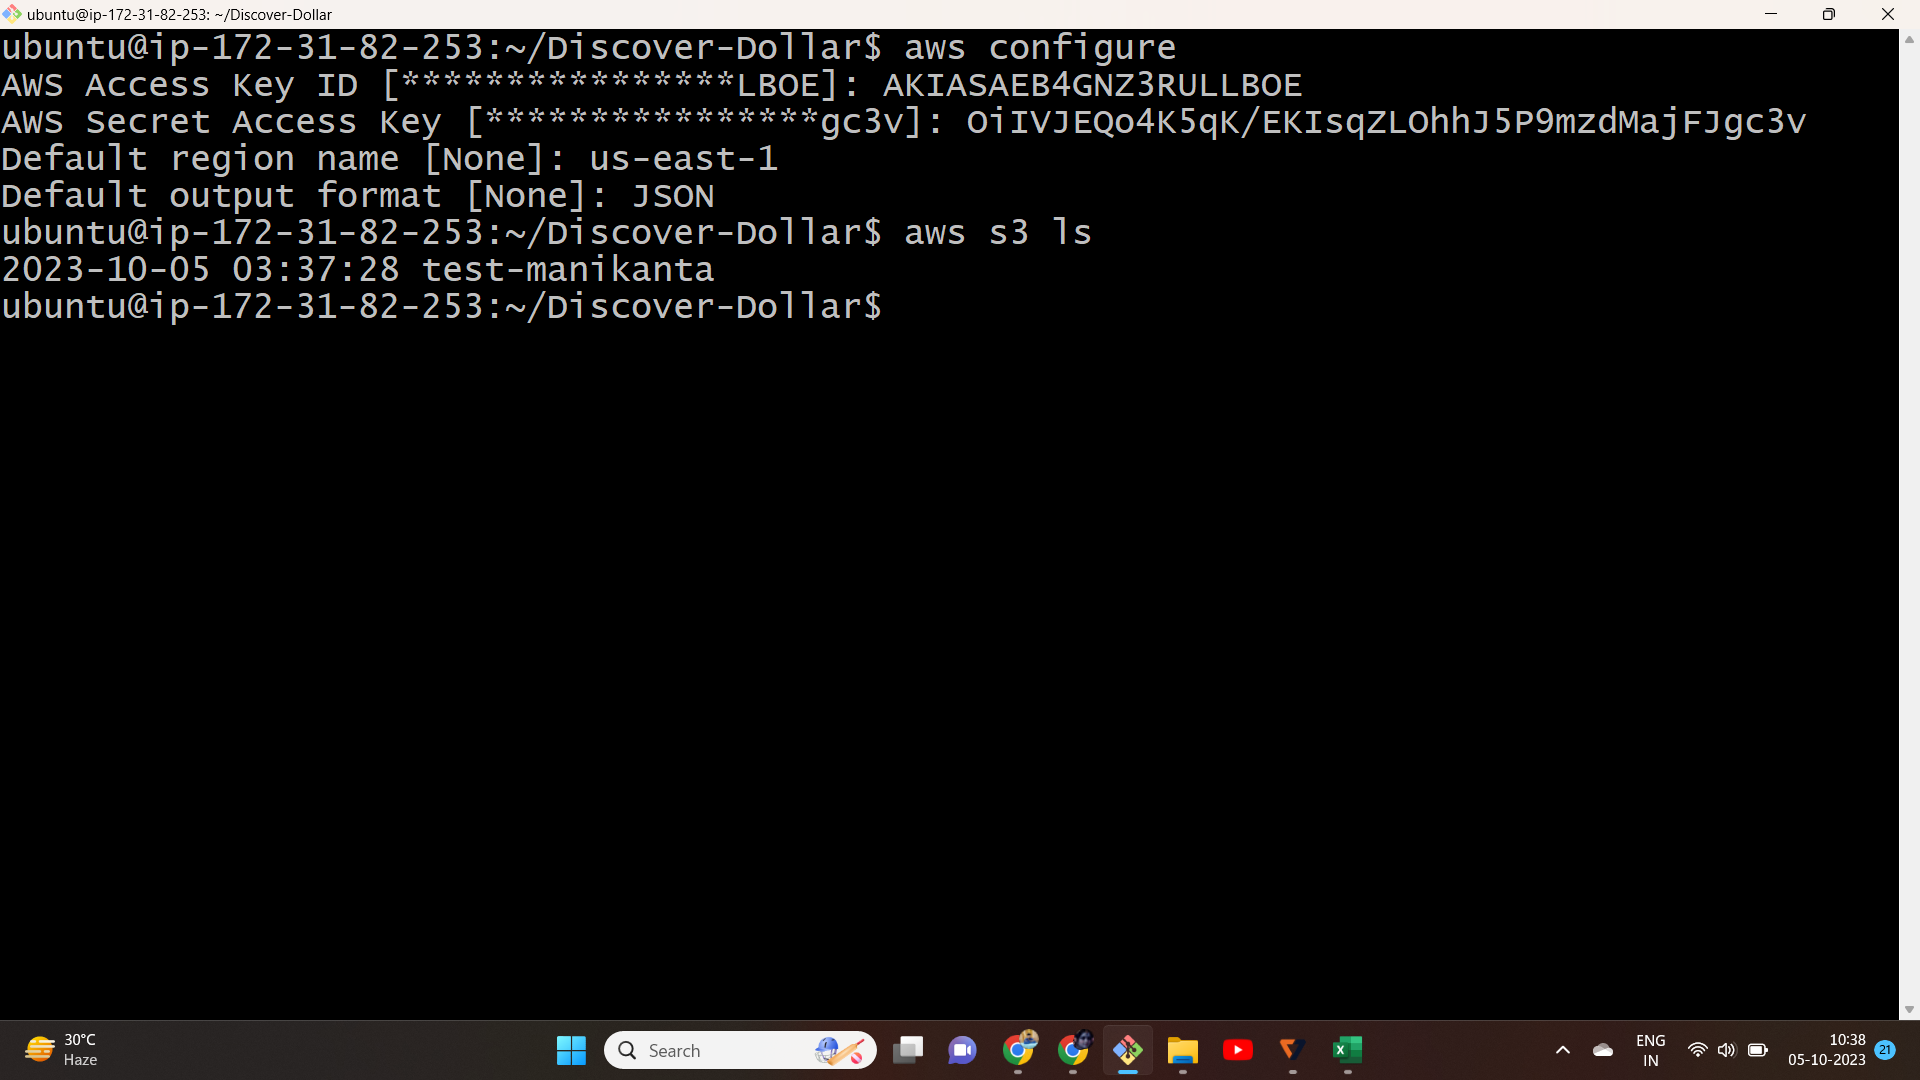 ubuntu@ip-172-31-82-253: ~/Discover-Dollar
ubuntu@ip-172-31-82-253:~/Discover-Dollar$ aws configure
AWS Access Key ID [****************LBOE]: AKIASAEB4GNZ3RULLBOE
AWS Secret Access Key [****************gc3v]: 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
Default region name [None]: us-east-1
Default output format [None]: JSON
ubuntu@ip-172-31-82-253:~/Discover-Dollar$ aws s3 ls
2023-10-05 03:37:28 test-manikanta
ubuntu@ip-172-31-82-253:~/Discover-Dollar$
30°C
Haze
Search
ENG
IN
10:38
05-10-2023
21